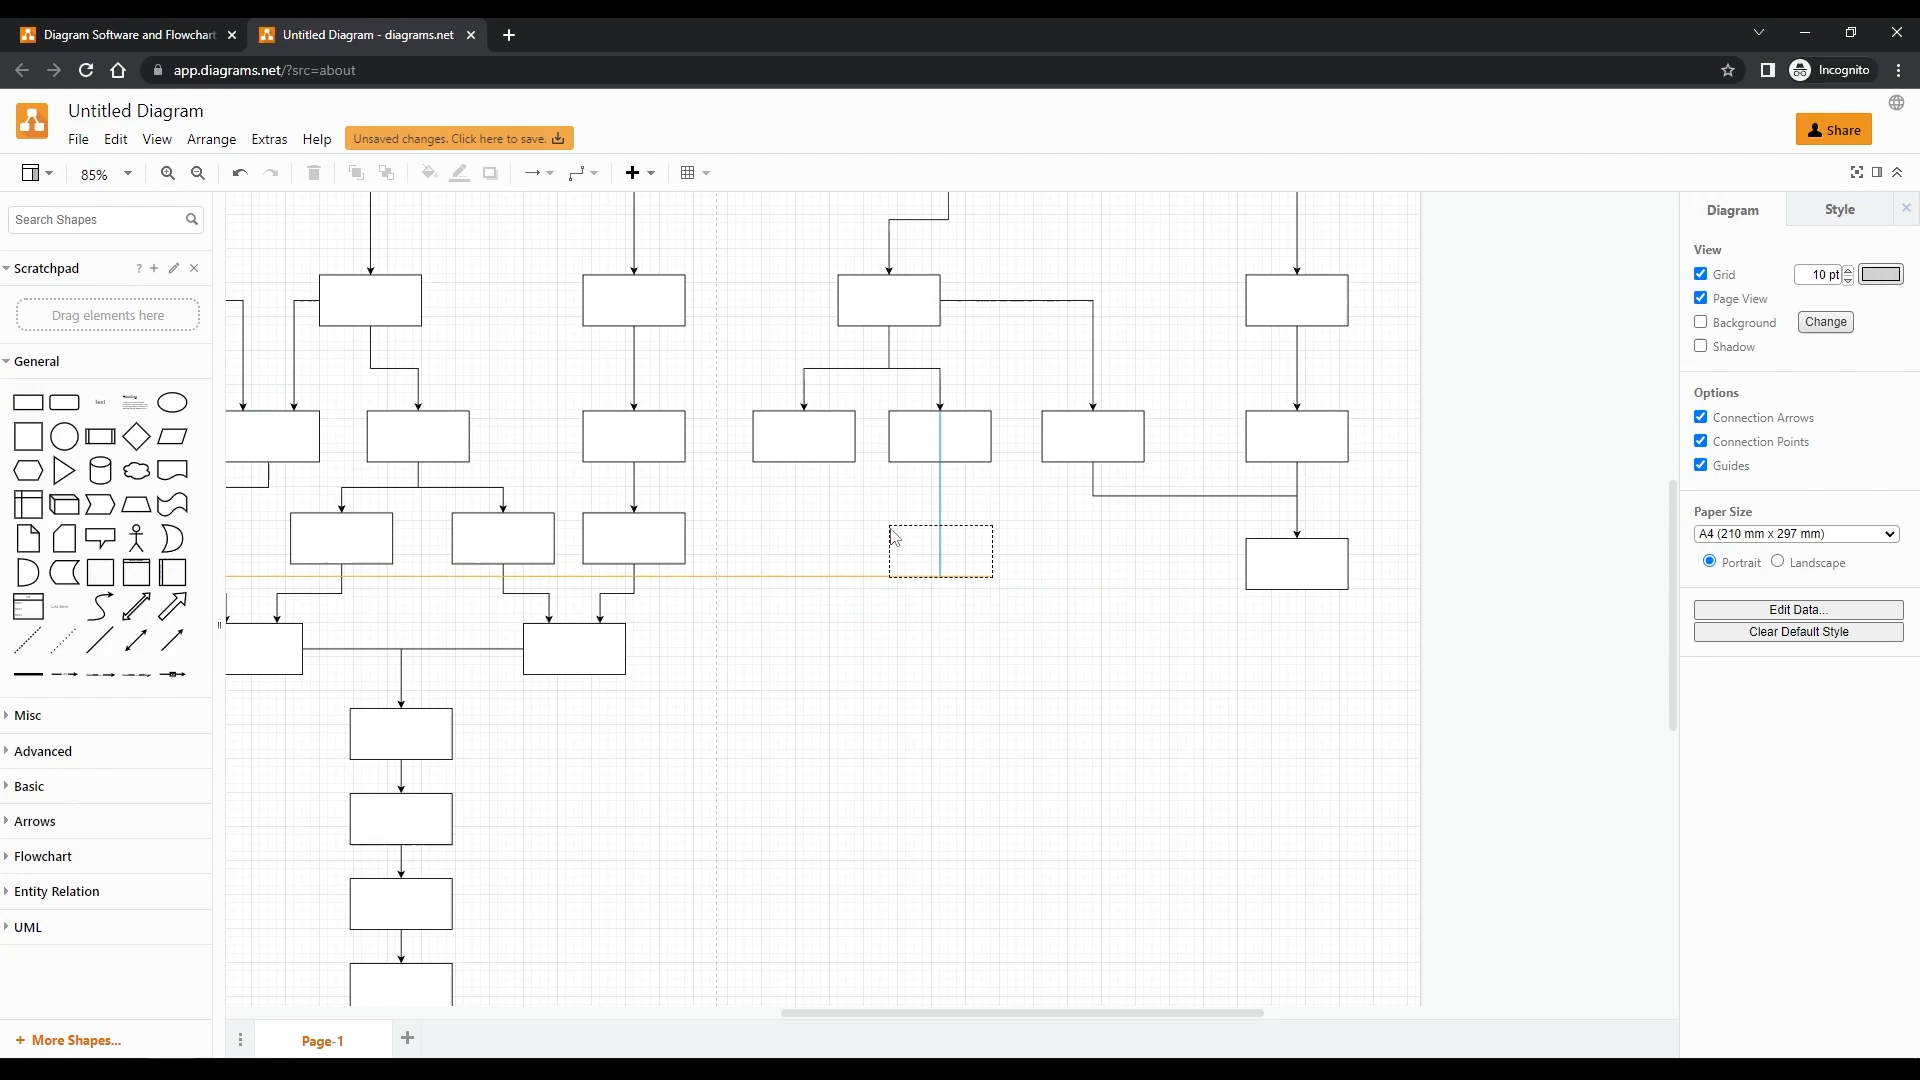 Diagram Software and Flowchart
Untitled Diagram - diagrams.net
app.diagrams.net/?src=about
Incognito
Untitled Diagram
File Edit View Arrange Extras Help Unsaved changes. Click here to save.
Share
85%
Search Shapes
Scratchpad
?
Drag elements here
General
Text
Heading
Misc
Advanced
Basic
Arrows
Flowchart
Entity Relation
UML
+ More Shapes...
Page-1
Diagram Style
View
Grid 10 pt
Page View
Background Change
Shadow
Options
Connection Arrows
Connection Points
Guides
Paper Size
A4 (210 mm x 297 mm)
Portrait Landscape
Edit Data...
Clear Default Style